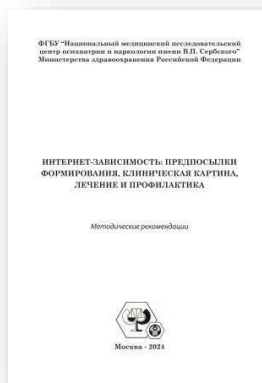 ФГБУ "Национальный медицинский исследовательский
центр психиатрии и наркологии имени В.П. Сербского"
Министерства здравоохранения Российской Федерации
ИНТЕРНЕТ-ЗАВИСИМОСТЬ: ПРЕДПОСЫЛКИ
ФОРМИРОВАНИЯ, КЛИНИЧЕСКАЯ КАРТИНА,
ЛЕЧЕНИЕ И ПРОФИЛАКТИКА
Методические рекомендации
Москва - 2024